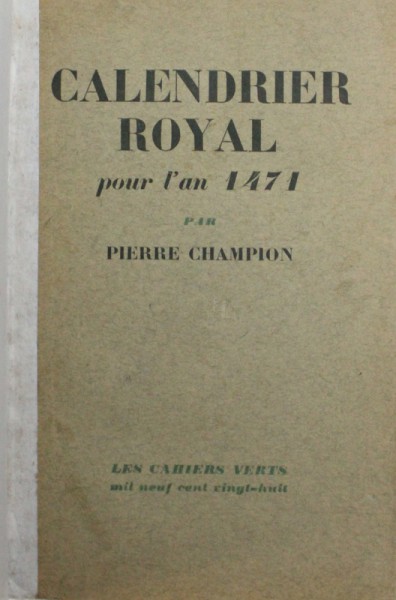 CALENDRIER
ROYAL
pour l'an 1471
PAR
PIERRE CHAMPION
LES CAHIERS VERTS
mil neuf cent vingt-huit